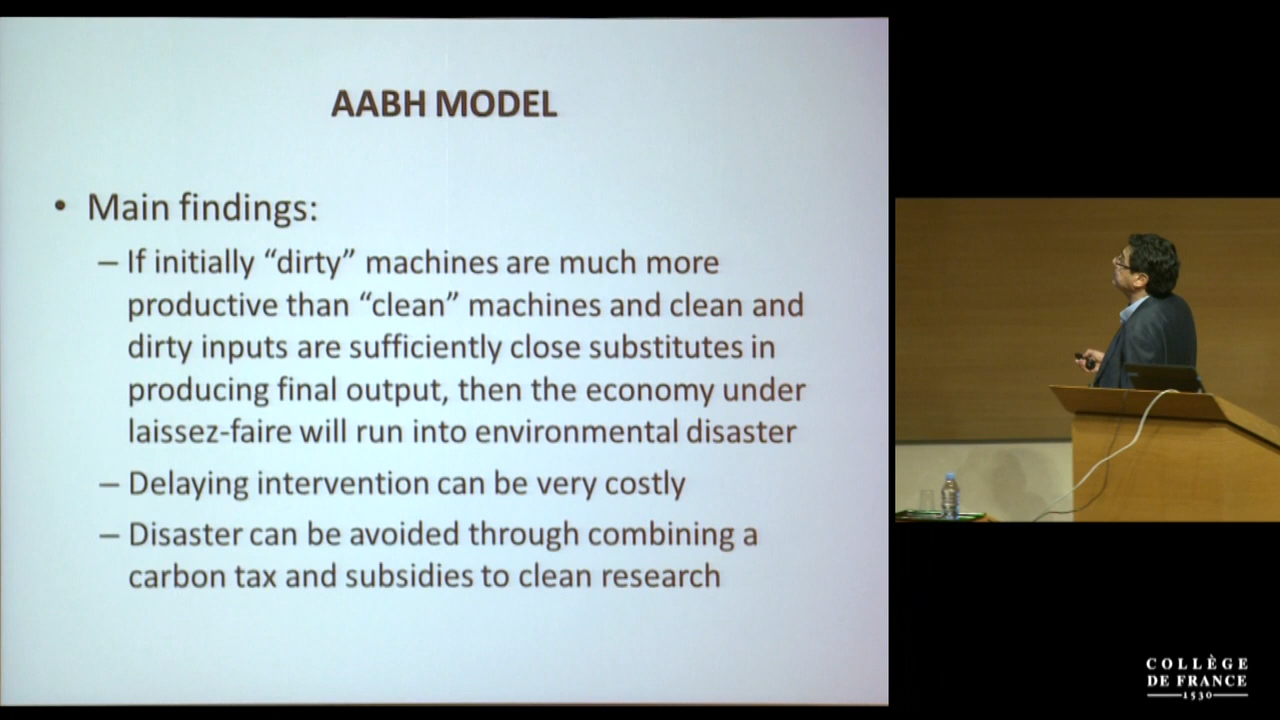 AABH MODEL
• Main findings:
– If initially “dirty” machines are much more
productive than “clean” machines and clean and
dirty inputs are sufficiently close substitutes in
producing final output, then the economy under
laissez-faire will run into environmental disaster
– Delaying intervention can be very costly
– Disaster can be avoided through combining a
carbon tax and subsidies to clean research
COLLÈGE
DE FRANCE
1530